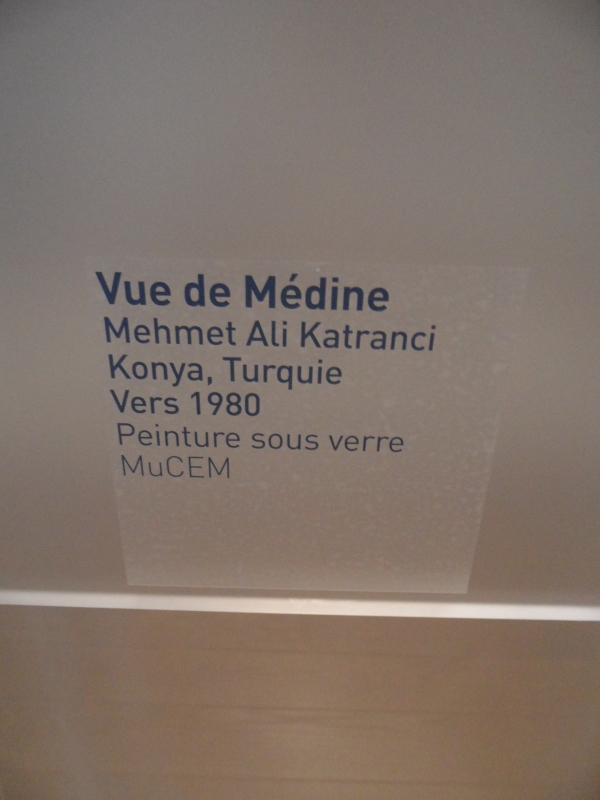 Vue de Médine
Mehmet Ali Katranci
Konya, Turquie
Vers 1980
Peinture sous verre
MuCEM